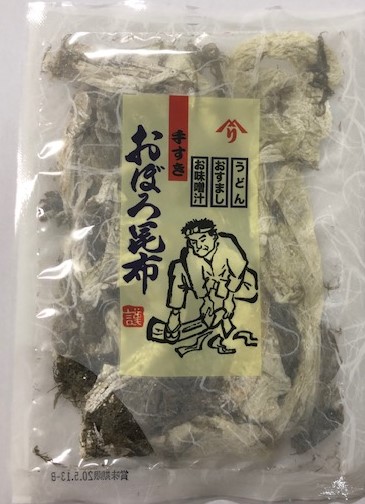 手すき
おぼろ昆布
うどん
おすまし
お味噌汁
賞味期限20.5.13-8